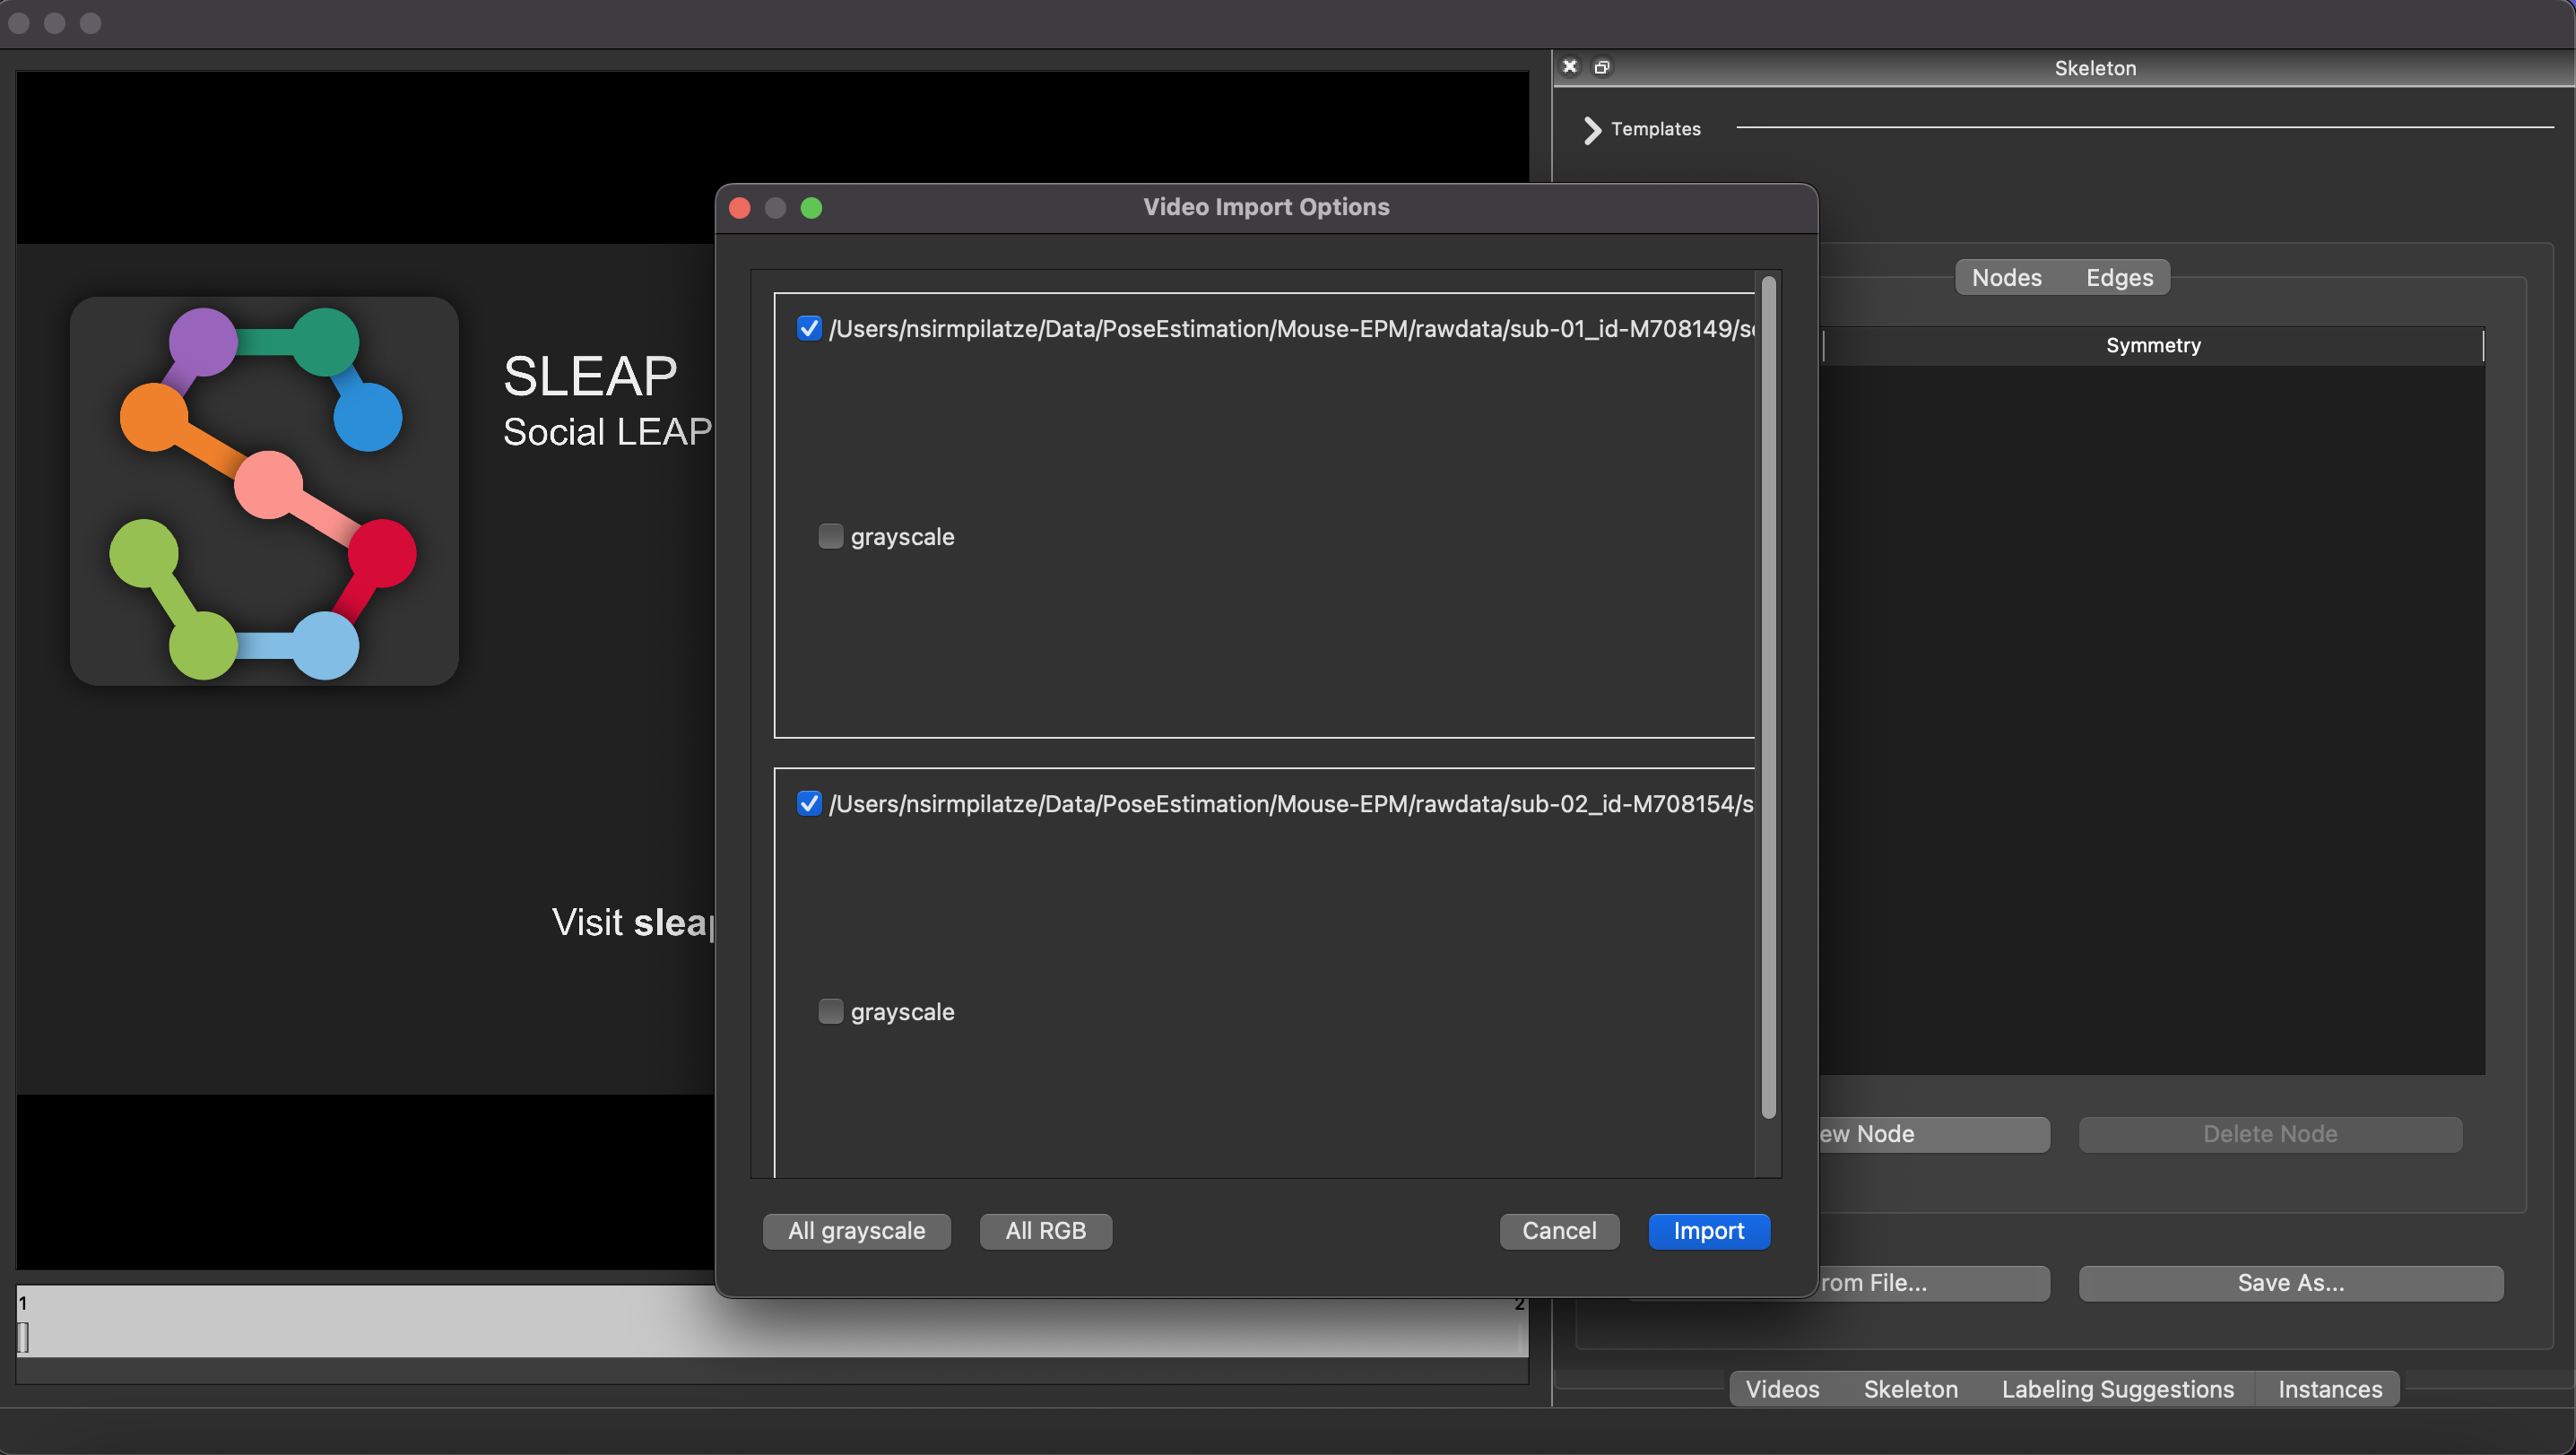 Skeleton
Templates
Video Import Options
Nodes Edges
/Users/nsirmpilatze/Data/PoseEstimation/Mouse-EPM/rawdata/sub-01_id-M708149/s
Symmetry
SLEAP
Social LEAP
grayscale
/Users/nsirmpilatze/Data/PoseEstimation/Mouse-EPM/rawdata/sub-02_id-M708154/s
Visit sleap
grayscale
ew Node
Delete Node
All grayscale
All RGB
Cancel
Import
rom File...
Save As...
1
2
Videos Skeleton Labeling Suggestions Instances